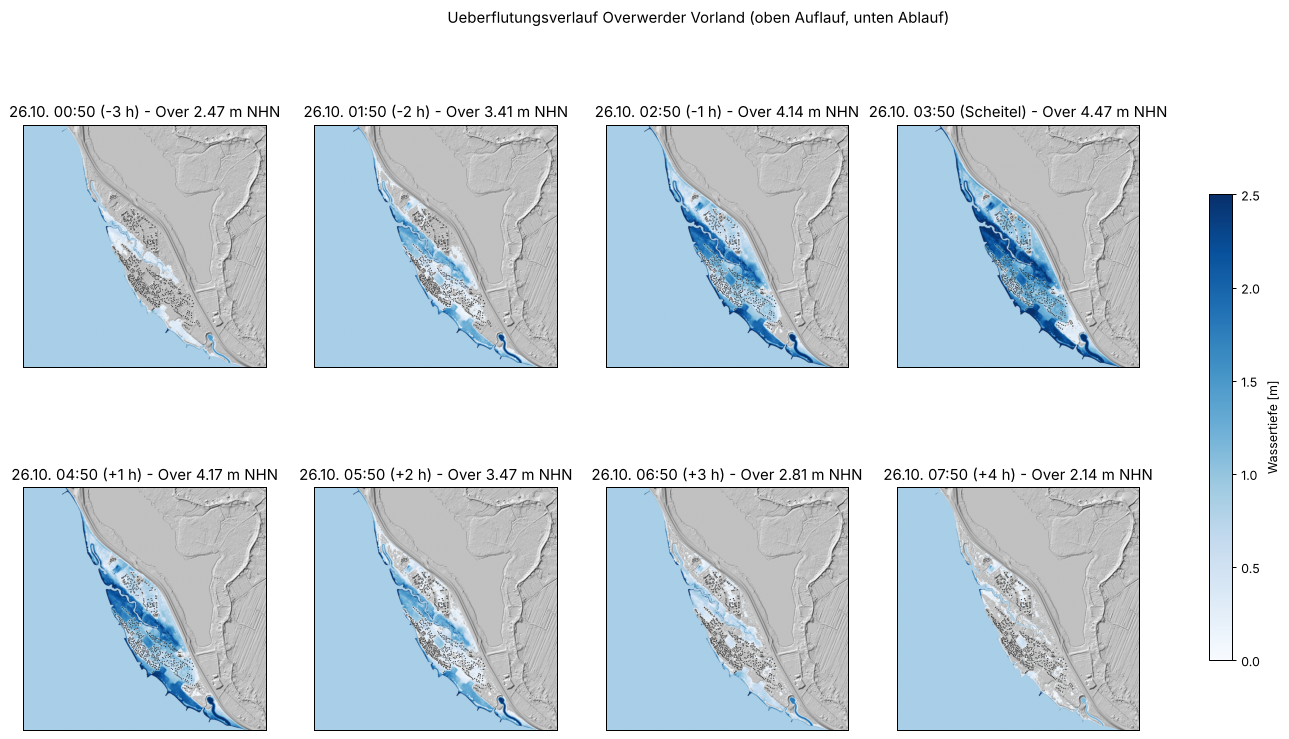 Ueberflutungsverlauf Overwerder Vorland (oben Auflauf, unten Ablauf)
26.10. 00:50 (-3 h) - Over 2.47 m NHN
26.10. 01:50 (-2 h) - Over 3.41 m NHN
26.10. 02:50 (-1 h) - Over 4.14 m NHN
26.10. 03:50 (Scheitel) - Over 4.47 m NHN
26.10. 04:50 (+1 h) - Over 4.17 m NHN
26.10. 05:50 (+2 h) - Over 3.47 m NHN
26.10. 06:50 (+3 h) - Over 2.81 m NHN
26.10. 07:50 (+4 h) - Over 2.14 m NHN
2.5
2.0
1.5
1.0
0.5
0.0
Wassertiefe [m]